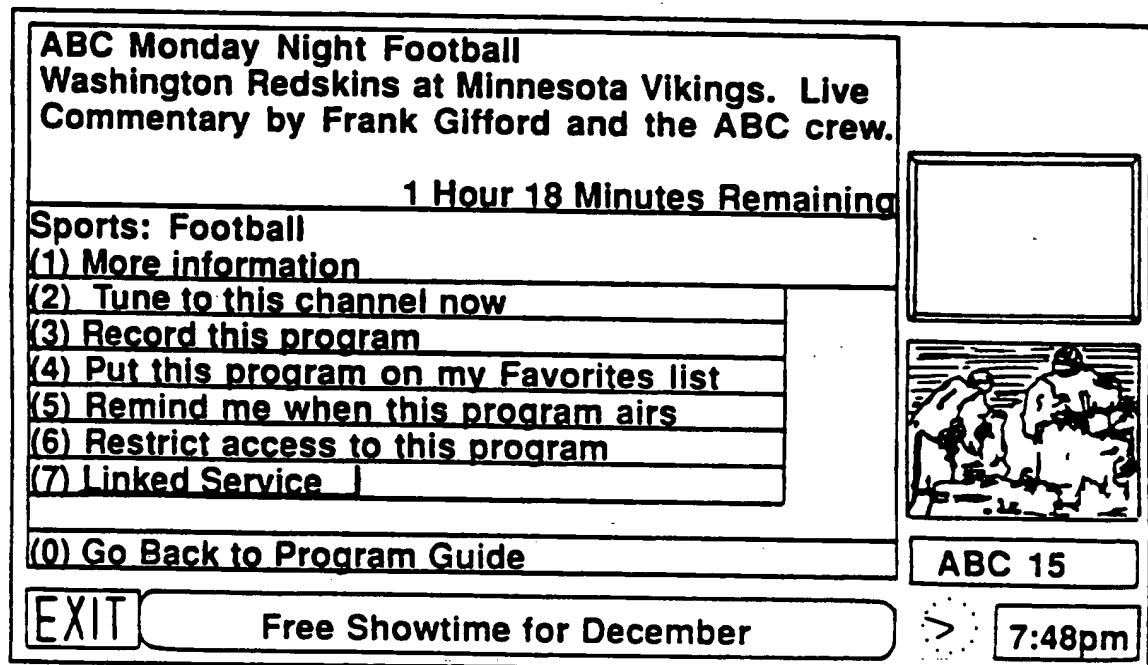 ABC Monday Night Football
Washington Redskins at Minnesota Vikings. Live
Commentary by Frank Gifford and the ABC crew.
1 Hour 18 Minutes Remaining
Sports: Football
(1) More information
(2) Tune to this channel now
(3) Record this program
(4) Put this program on my Favorites list
(5) Remind me when this program airs
(6) Restrict access to this program
(7) Linked Service
(0) Go Back to Program Guide
ABC 15
EXIT
Free Showtime for December
7:48pm